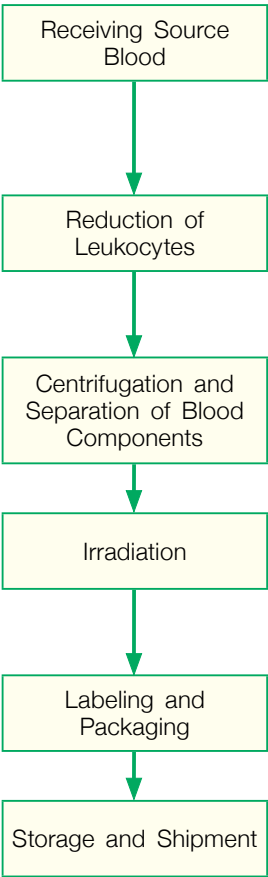 Receiving Source
Blood
Reduction of
Leukocytes
Centrifugation and
Separation of Blood
Components
Irradiation
Labeling and
Packaging
Storage and Shipment